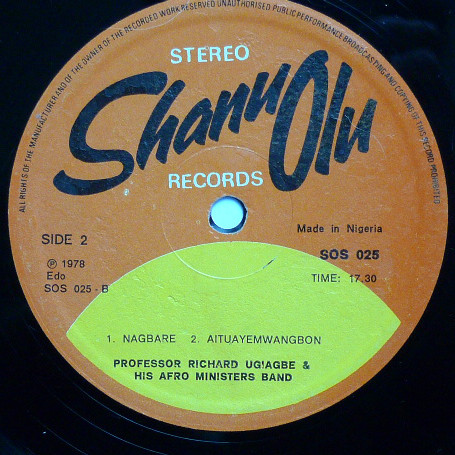 ALL RIGHTS OF THE MANUFACTURER AND OF THE OWNER OF THE RECORDED WORK RESERVED UNAUTHORISED PUBLIC PERFORMANCE BROADCASTING AND COPYING OF THIS RECORD PROHIBITED
STEREO
Shanu Olu
RECORDS
SIDE 2
Made in Nigeria
℗ 1978
Edo
SOS 025 - B
SOS 025
TIME: 17.30
1. NAGBARE 2. AITUAYEMWANGBON
PROFESSOR RICHARD UGIAGBE &
HIS AFRO MINISTERS BAND